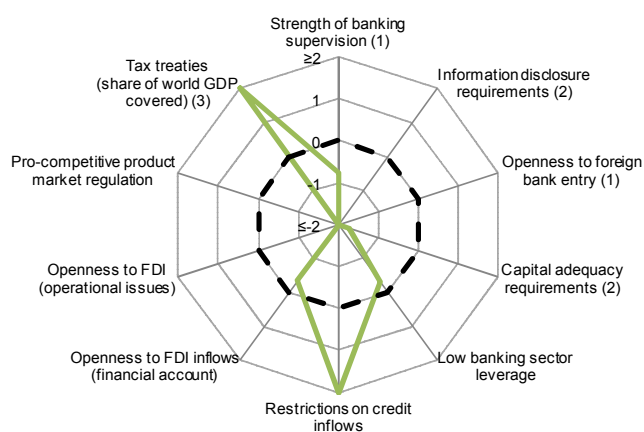 Strength of banking
supervision (1)
≥2
1
0
-1
≤-2
Information disclosure
requirements (2)
Openness to foreign
bank entry (1)
Capital adequacy
requirements (2)
Low banking sector
leverage
Restrictions on credit
inflows
Openness to FDI inflows
(financial account)
Openness to FDI
(operational issues)
Pro-competitive product
market regulation
Tax treaties
(share of world GDP
covered) (3)